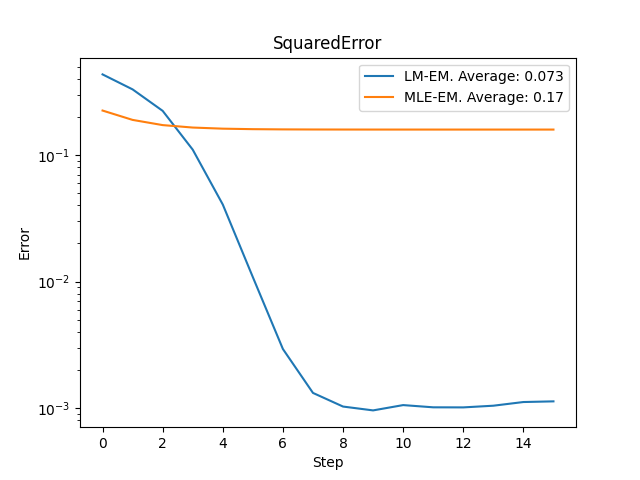 SquaredError
LM-EM. Average: 0.073
MLE-EM. Average: 0.17
Error
10⁻¹
10⁻²
10⁻³
0 2 4 6 8 10 12 14
Step